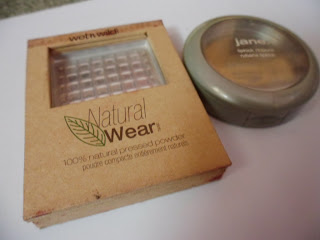 wet n wild
Natural
Wear
100% natural pressed powder
poudre compacte entièrement naturelle
jane